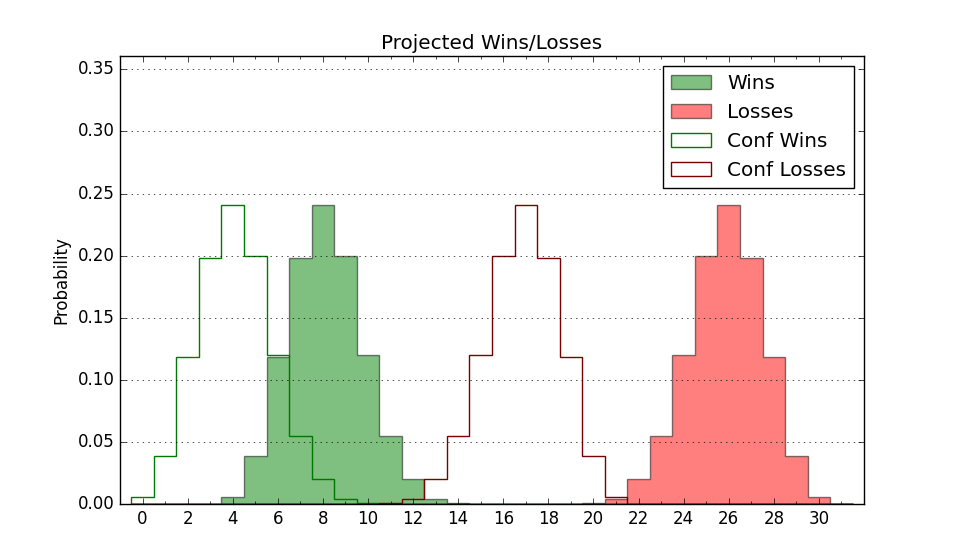 Projected Wins/Losses
Wins
Losses
Conf Wins
Conf Losses
Probability
0.35
0.30
0.25
0.20
0.15
0.10
0.05
0.00
0 2 4 6 8 10 12 14 16 18 20 22 24 26 28 30